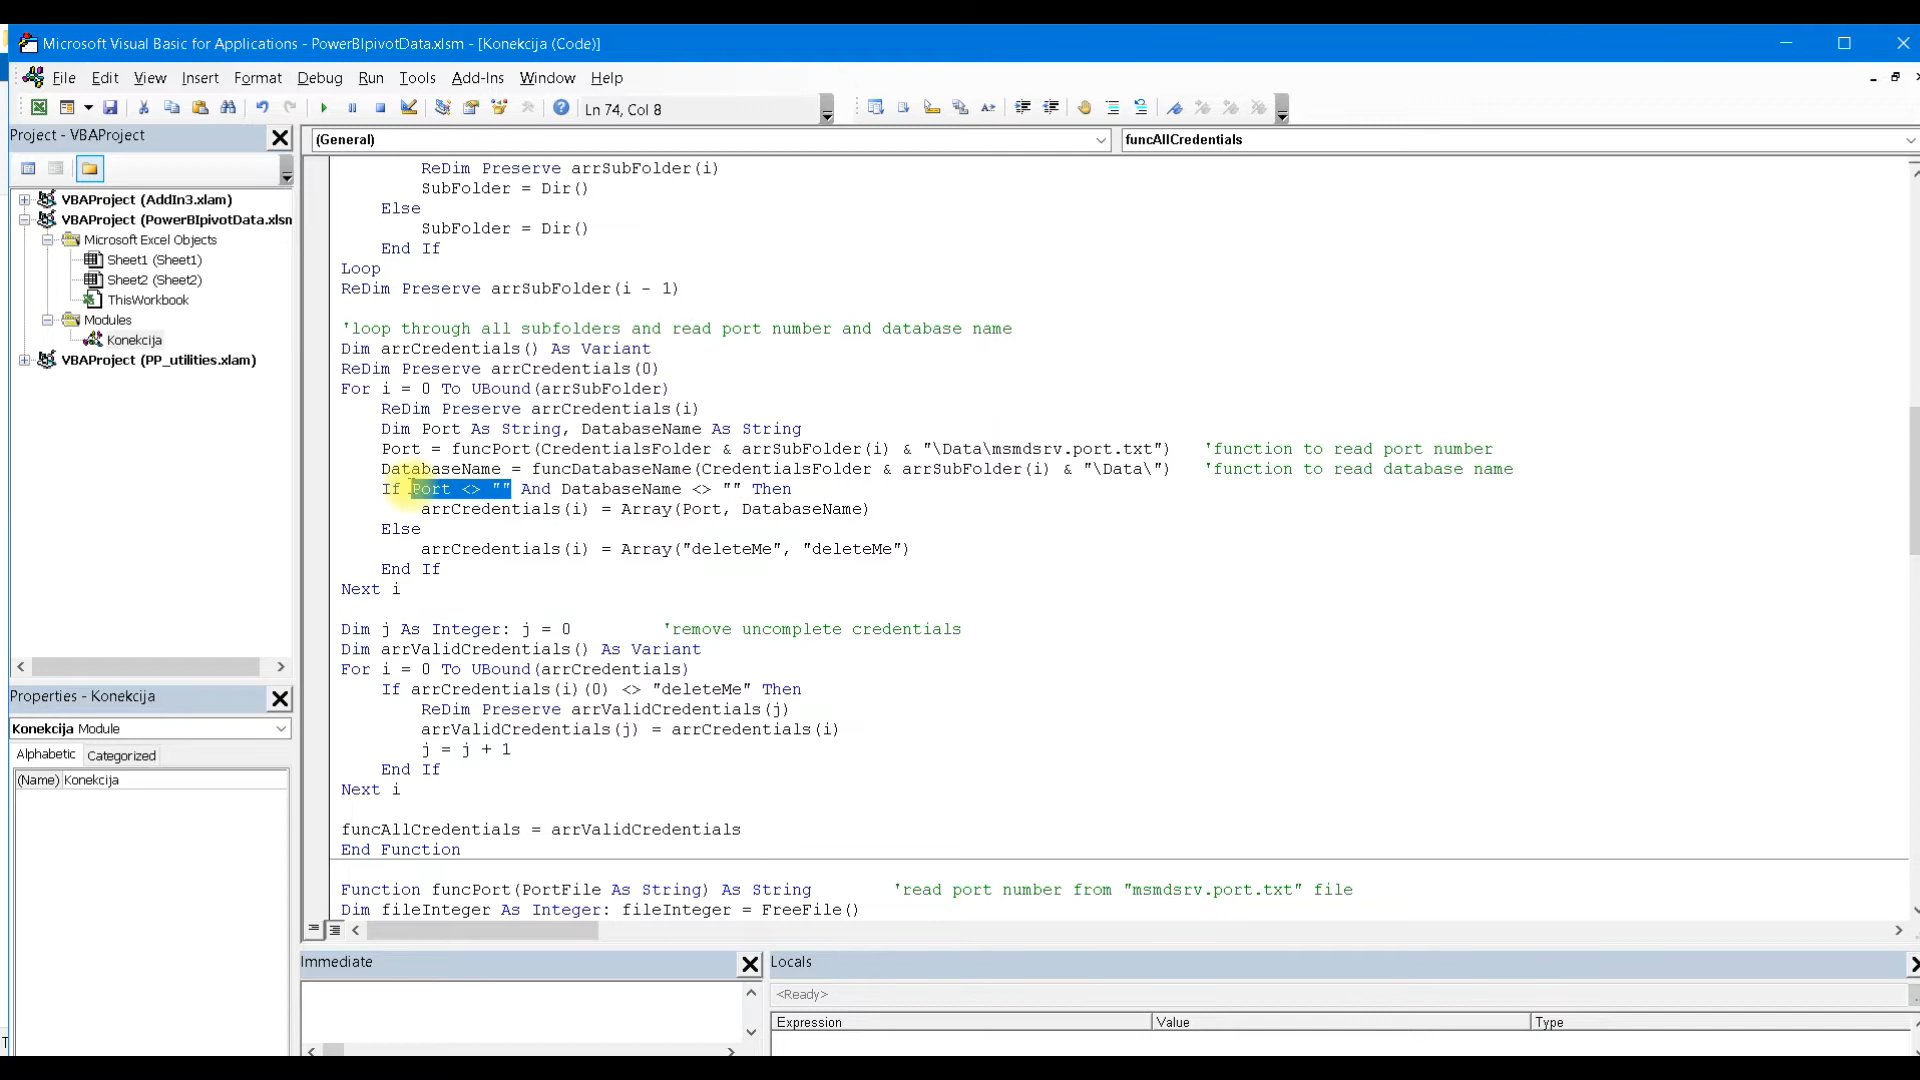 Microsoft Visual Basic for Applications - PowerBIpivotData.xlsm - [Konekcija (Code)]
File Edit View Insert Format Debug Run Tools Add-Ins Window Help
Ln 74, Col 8
Project - VBAProject
(General)
funcAllCredentials
VBAProject (AddIn3.xlam)
VBAProject (PowerBIpivotData.xlsn
Microsoft Excel Objects
Sheet1 (Sheet1)
Sheet2 (Sheet2)
ThisWorkbook
Modules
Konekcija
VBAProject (PP_utilities.xlam)
Properties - Konekcija
Konekcija Module
Alphabetic Categorized
(Name) Konekcija
ReDim Preserve arrSubFolder(i)
SubFolder = Dir()
Else
SubFolder = Dir()
End If
Loop
ReDim Preserve arrSubFolder(i - 1)
'loop through all subfolders and read port number and database name
Dim arrCredentials() As Variant
ReDim Preserve arrCredentials(0)
For i = 0 To UBound(arrSubFolder)
ReDim Preserve arrCredentials(i)
Dim Port As String, DatabaseName As String
Port = funcPort(CredentialsFolder & arrSubFolder(i) & "\Data\msmdsrv.port.txt") 'function to read port number
DatabaseName = funcDatabaseName(CredentialsFolder & arrSubFolder(i) & "\Data\") 'function to read database name
If Port <> "" And DatabaseName <> "" Then
arrCredentials(i) = Array(Port, DatabaseName)
Else
arrCredentials(i) = Array("deleteMe", "deleteMe")
End If
Next i
Dim j As Integer: j = 0 'remove uncomplete credentials
Dim arrValidCredentials() As Variant
For i = 0 To UBound(arrCredentials)
If arrCredentials(i)(0) <> "deleteMe" Then
ReDim Preserve arrValidCredentials(j)
arrValidCredentials(j) = arrCredentials(i)
j = j + 1
End If
Next i
funcAllCredentials = arrValidCredentials
End Function
Function funcPort(PortFile As String) As String 'read port number from "msmdsrv.port.txt" file
Dim fileInteger As Integer: fileInteger = FreeFile()
Immediate
Locals
<Ready>
Expression Value Type